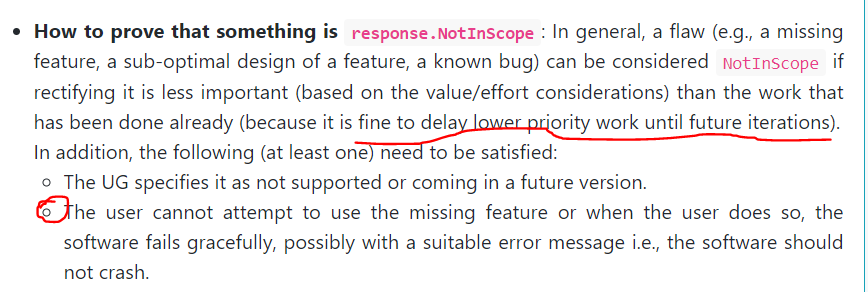 • How to prove that something is response.NotInScope : In general, a flaw (e.g., a missing
feature, a sub-optimal design of a feature, a known bug) can be considered NotInScope if
rectifying it is less important (based on the value/effort considerations) than the work that
has been done already (because it is fine to delay lower priority work until future iterations).
In addition, the following (at least one) need to be satisfied:
◦ The UG specifies it as not supported or coming in a future version.
◦ The user cannot attempt to use the missing feature or when the user does so, the
software fails gracefully, possibly with a suitable error message i.e., the software should
not crash.